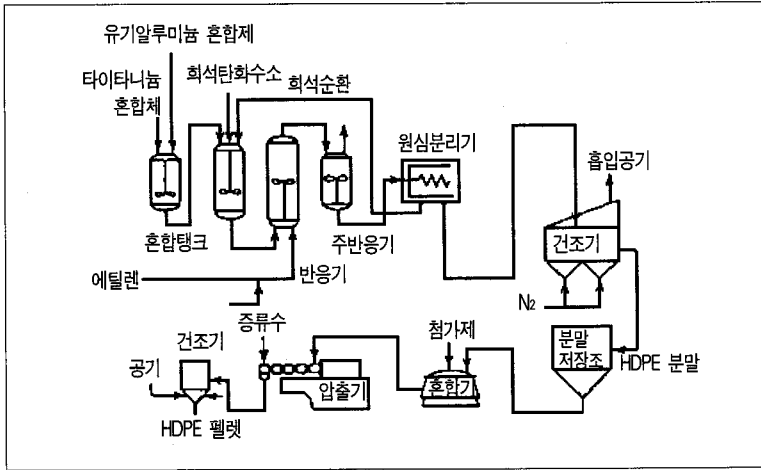 유기알루미늄 혼합제
타이타니늄
혼합체
희석탄화수소
희석순환
원심분리기
흡입공기
혼합탱크
주반응기
건조기
에틸렌
반응기
N₂
증류수
건조기
첨가제
분말
저장조
HDPE 분말
공기
압출기
혼합기
HDPE 펠렛